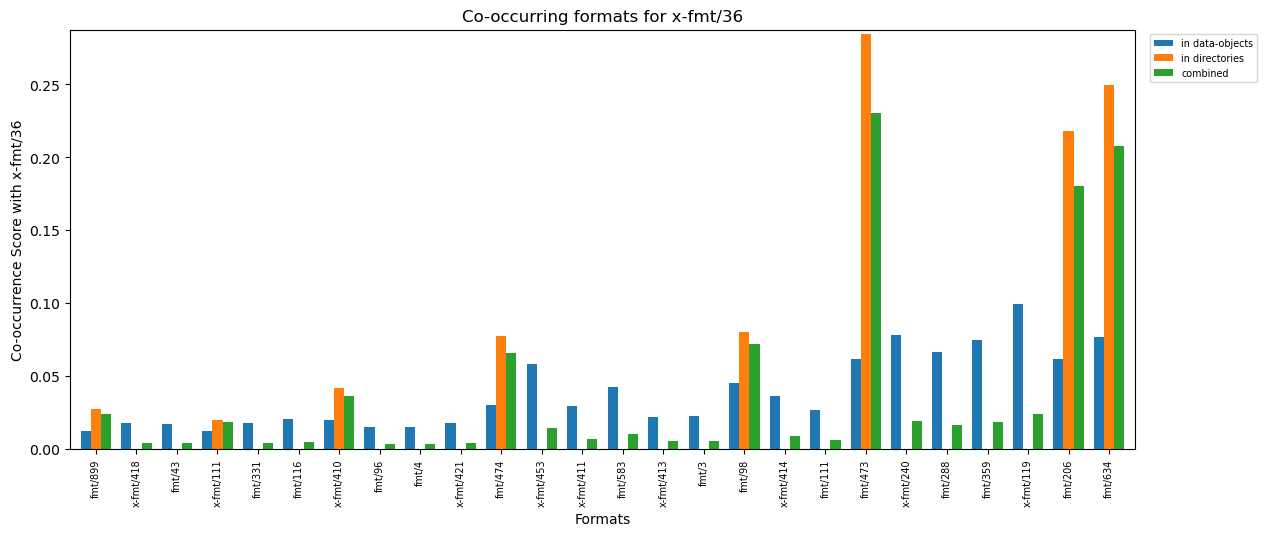 Co-occurring formats for x-fmt/36
in data-objects
in directories
combined
Co-occurrence Score with x-fmt/36
0.25
0.20
0.15
0.10
0.05
0.00
fmt/899
x-fmt/418
fmt/43
x-fmt/111
fmt/331
fmt/116
x-fmt/410
fmt/96
fmt/4
x-fmt/421
fmt/474
x-fmt/453
x-fmt/411
fmt/583
x-fmt/413
fmt/3
fmt/98
x-fmt/414
fmt/111
fmt/473
x-fmt/240
fmt/288
fmt/359
x-fmt/119
fmt/206
fmt/634
Formats